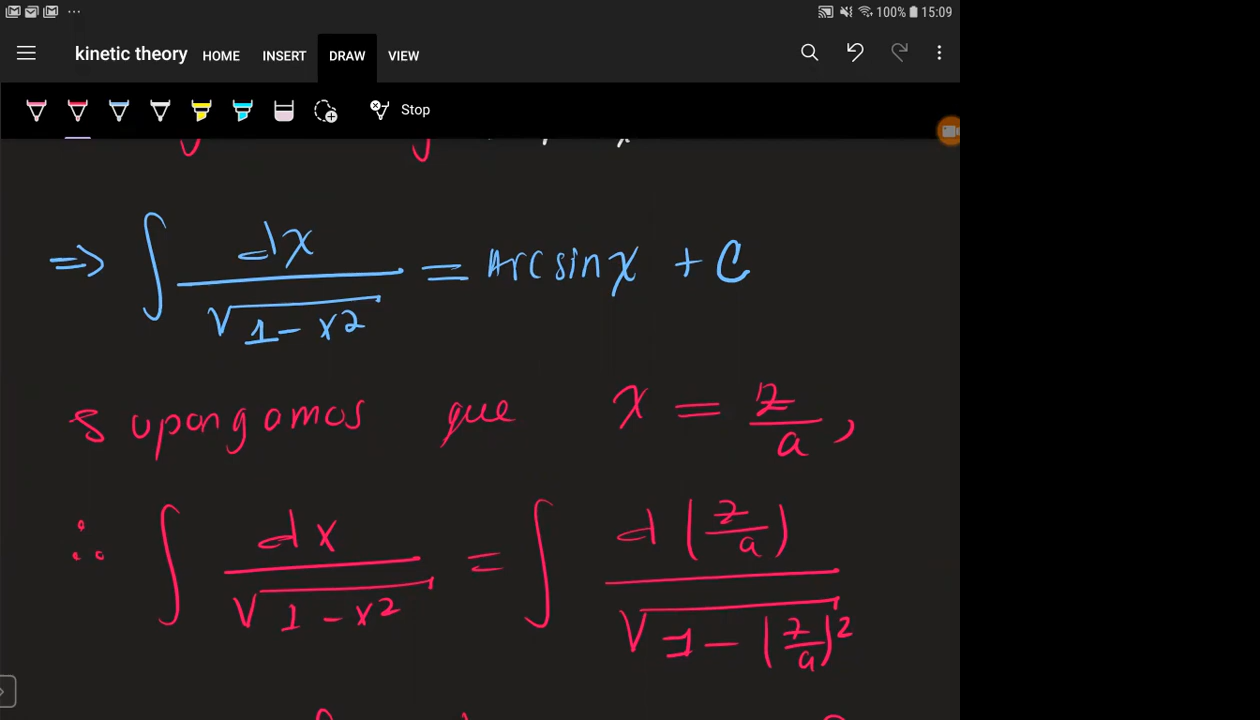 100% 15:09
kinetic theory HOME INSERT DRAW VIEW
Stop
=> ∫ dx / √(1 - x²) = Arcsin x + C
supongamos que x = z/a,
∴ ∫ dx / √(1 - x²) = ∫ d(z/a) / √(1 - (z/a)²)